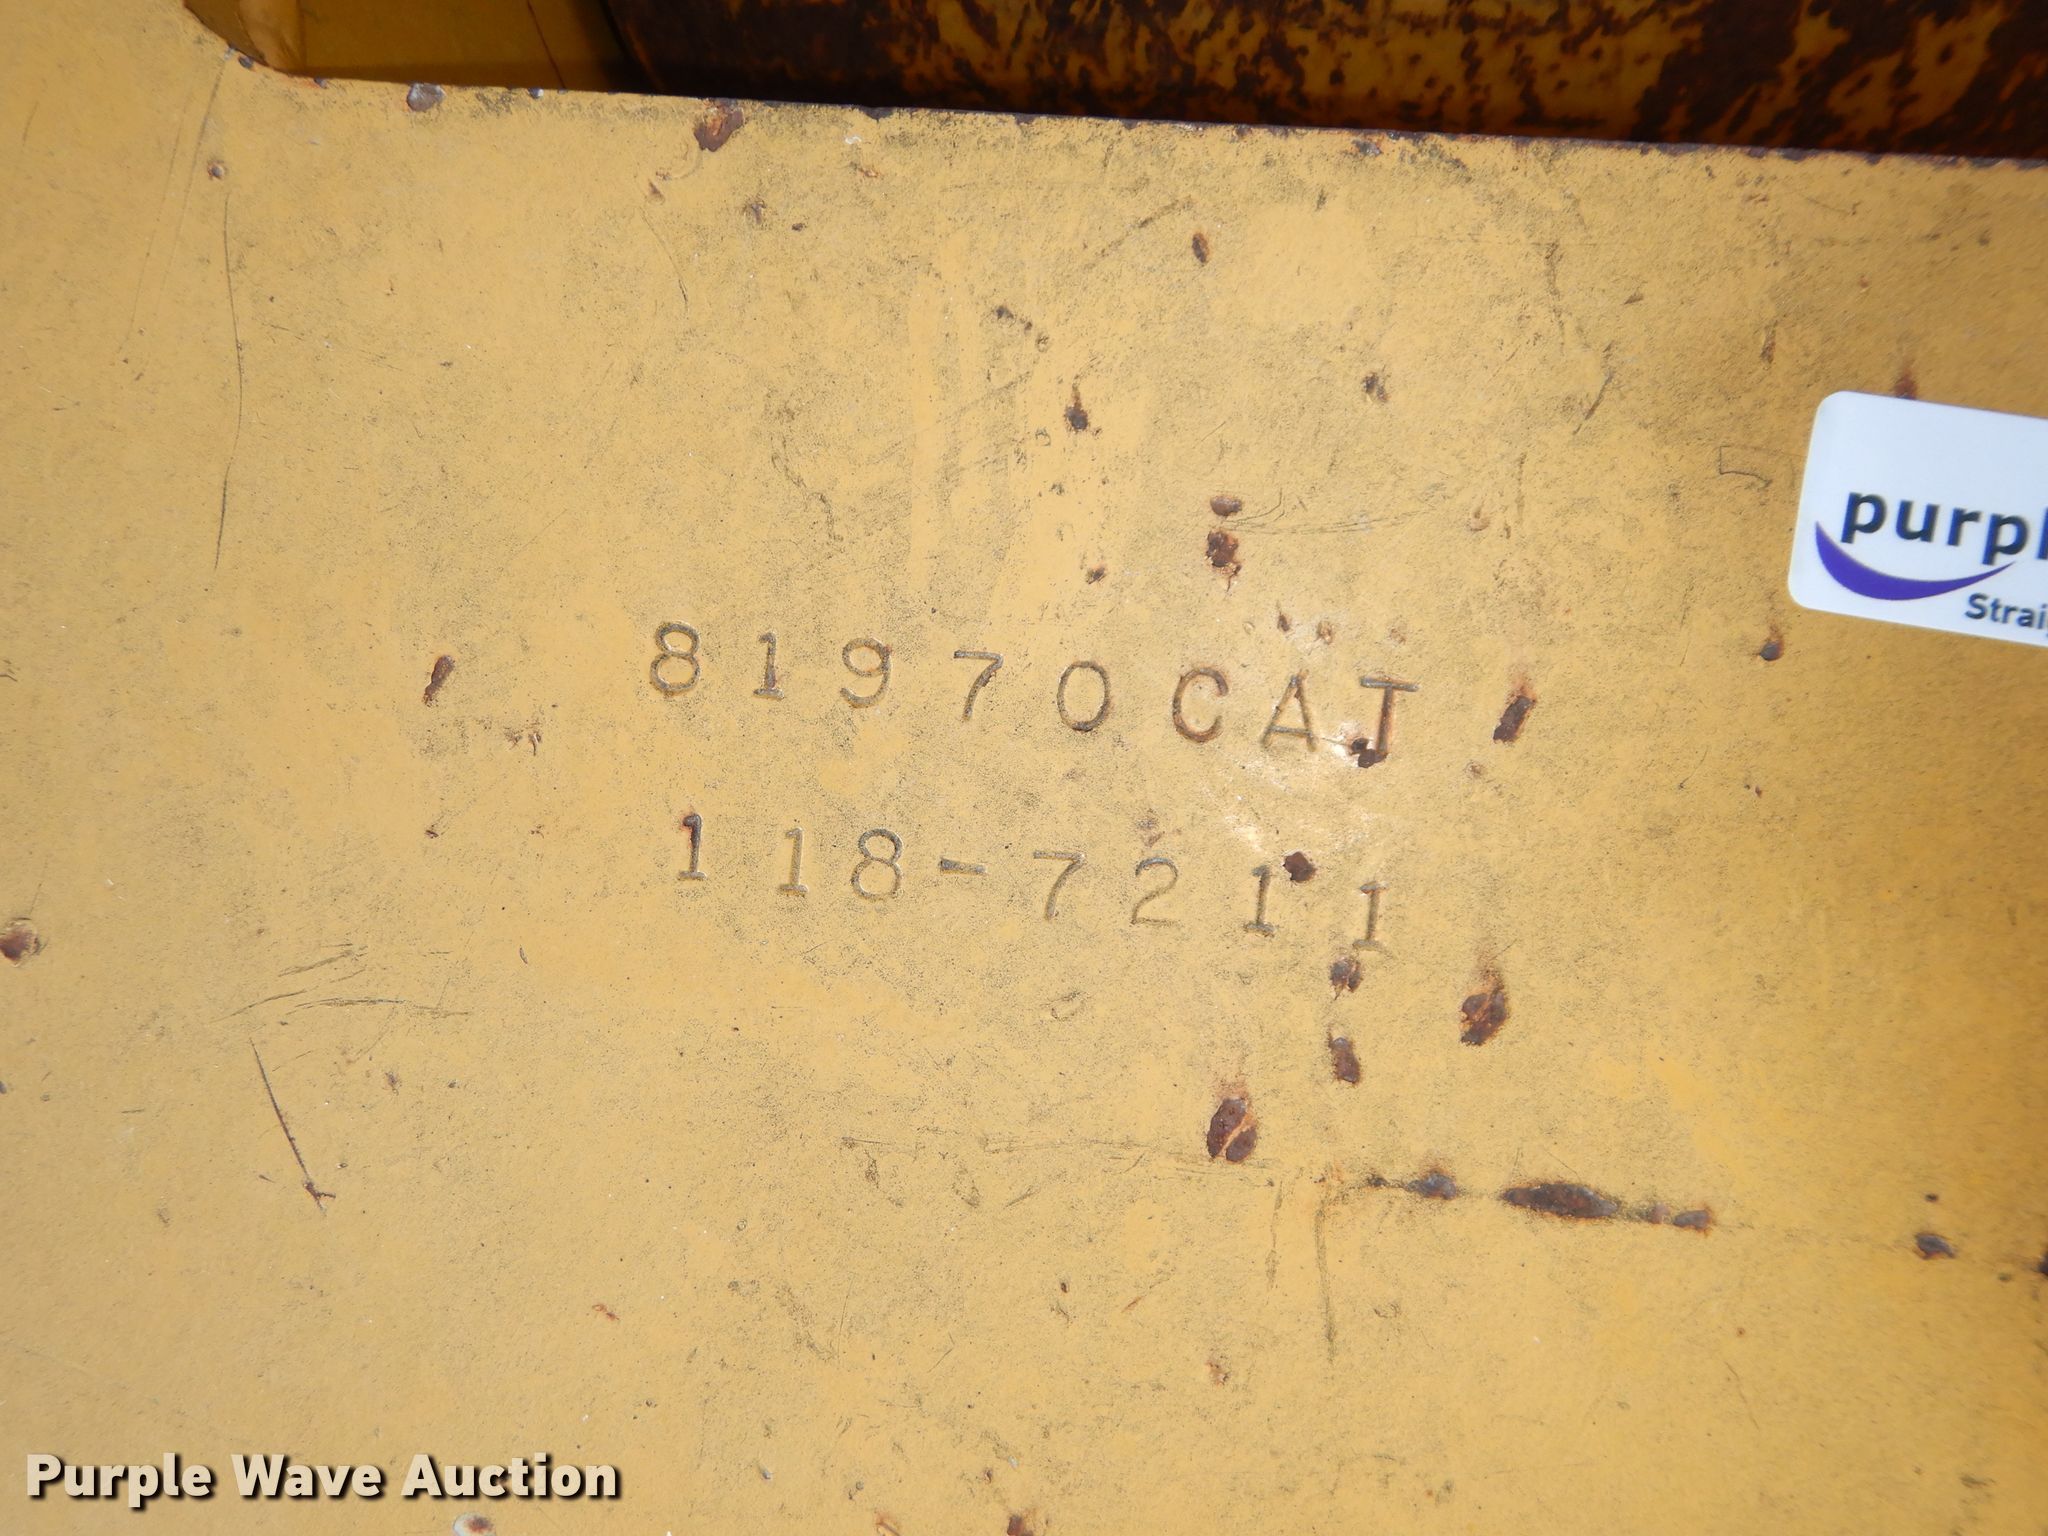 purpl
Strai
81970CAT
118-7211
Purple Wave Auction